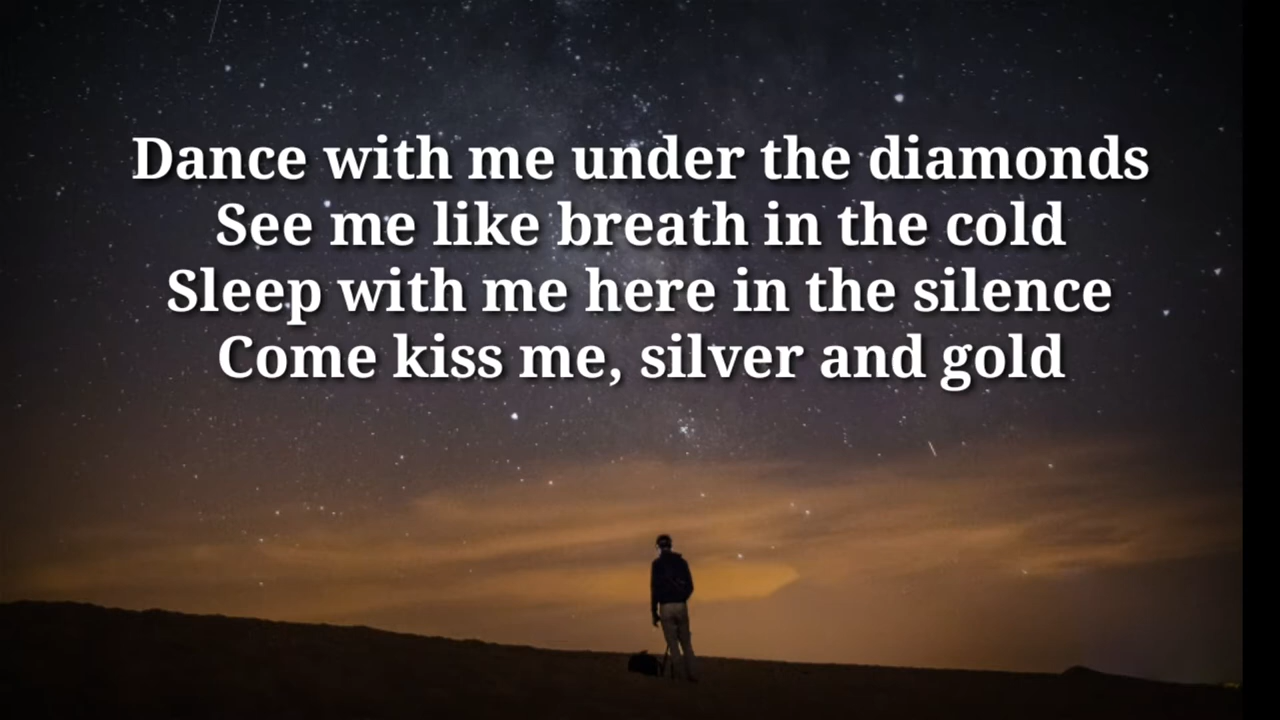 Dance with me under the diamonds
See me like breath in the cold
Sleep with me here in the silence
Come kiss me, silver and gold